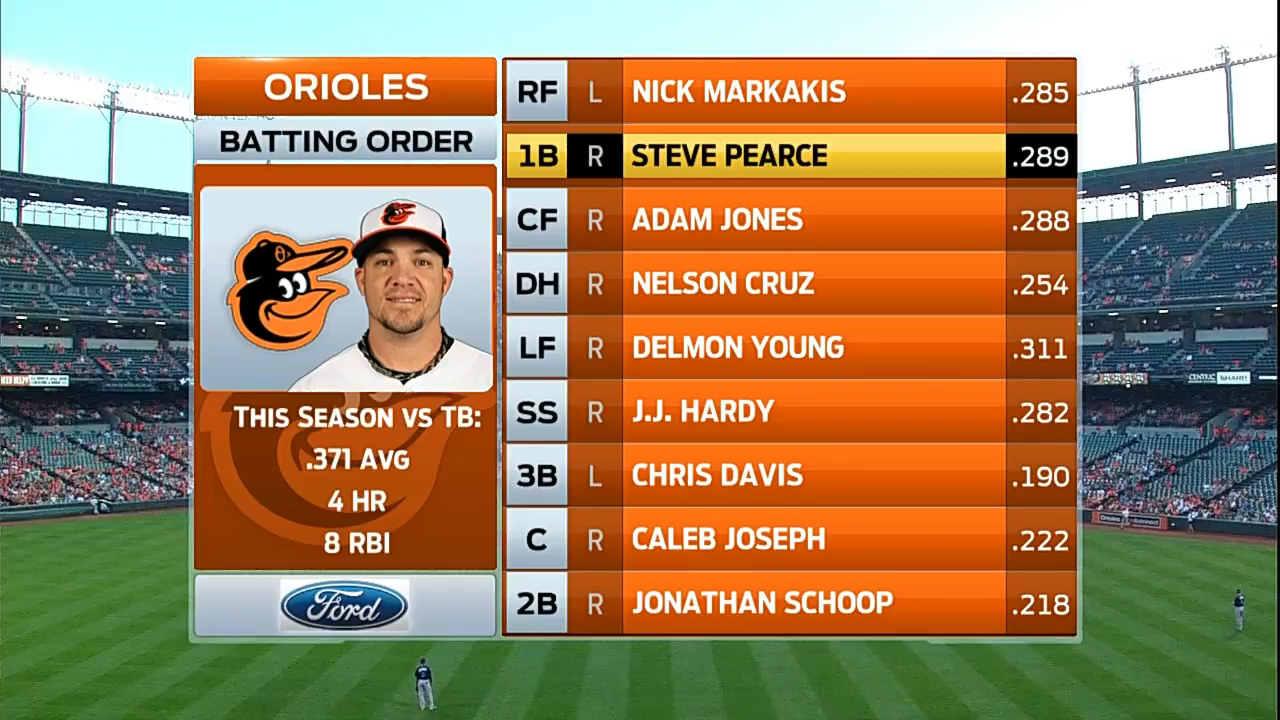 ORIOLES
BATTING ORDER
THIS SEASON VS TB:
.371 AVG
4 HR
8 RBI
Ford
RF L NICK MARKAKIS .285
1B R STEVE PEARCE .289
CF R ADAM JONES .288
DH R NELSON CRUZ .254
LF R DELMON YOUNG .311
SS R J.J. HARDY .282
3B L CHRIS DAVIS .190
C R CALEB JOSEPH .222
2B R JONATHAN SCHOOP .218
SHARP